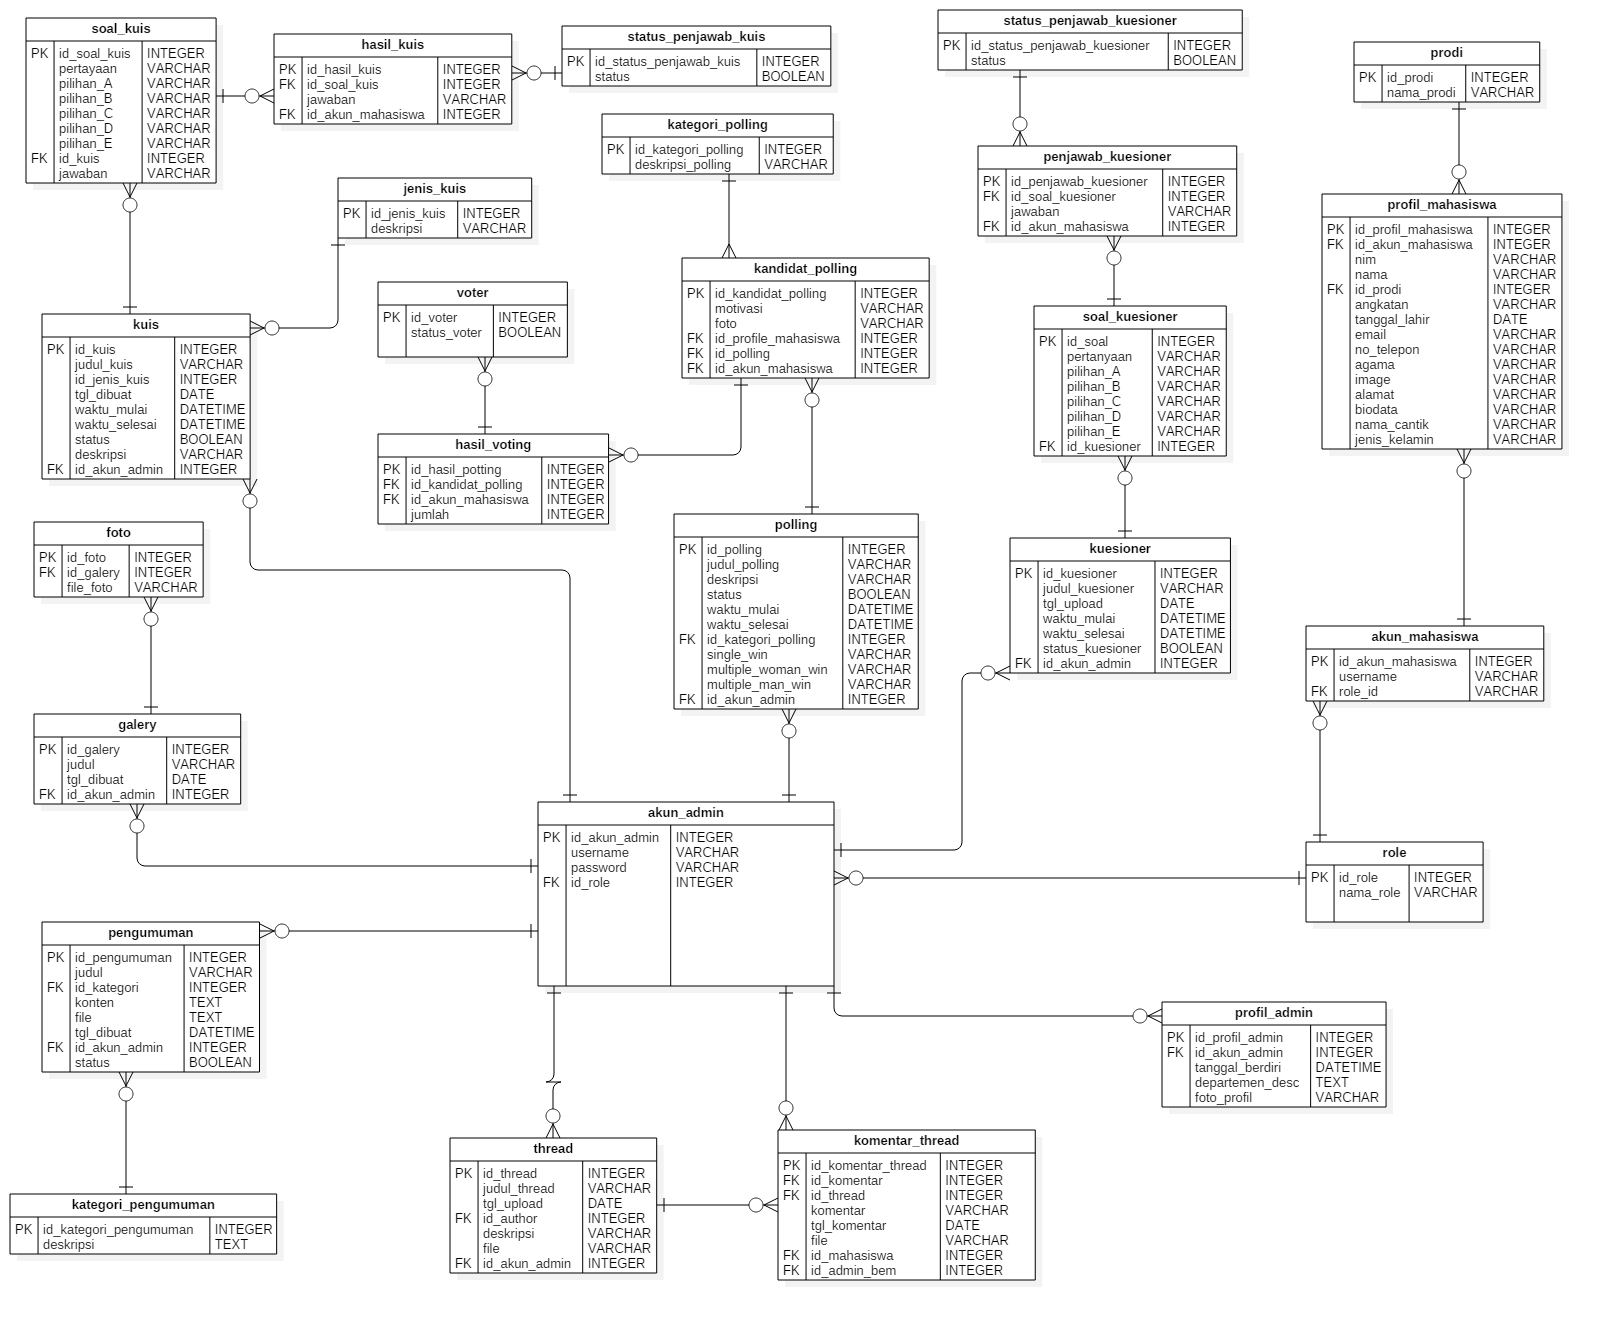 soal_kuis
PK id_soal_kuis INTEGER
pertayaan VARCHAR
pilihan_A VARCHAR
pilihan_B VARCHAR
pilihan_C VARCHAR
pilihan_D VARCHAR
pilihan_E VARCHAR
FK id_kuis INTEGER
jawaban VARCHAR
hasil_kuis
PK id_hasil_kuis INTEGER
FK id_soal_kuis INTEGER
jawaban VARCHAR
FK id_akun_mahasiswa INTEGER
status_penjawab_kuis
PK id_status_penjawab_kuis INTEGER
status BOOLEAN
status_penjawab_kuesioner
PK id_status_penjawab_kuesioner INTEGER
status BOOLEAN
prodi
PK id_prodi INTEGER
nama_prodi VARCHAR
kategori_polling
PK id_kategori_polling INTEGER
deskripsi_polling VARCHAR
penjawab_kuesioner
PK id_penjawab_kuesioner INTEGER
FK id_soal_kuesioner INTEGER
jawaban VARCHAR
FK id_akun_mahasiswa INTEGER
jenis_kuis
PK id_jenis_kuis INTEGER
deskripsi VARCHAR
profil_mahasiswa
PK id_profil_mahasiswa INTEGER
FK id_akun_mahasiswa INTEGER
nim VARCHAR
nama VARCHAR
FK id_prodi INTEGER
angkatan VARCHAR
tanggal_lahir DATE
email VARCHAR
no_telepon VARCHAR
agama VARCHAR
image VARCHAR
alamat VARCHAR
biodata VARCHAR
nama_cantik VARCHAR
jenis_kelamin VARCHAR
kandidat_polling
PK id_kandidat_polling INTEGER
motivasi VARCHAR
foto VARCHAR
FK id_profile_mahasiswa INTEGER
FK id_polling INTEGER
FK id_akun_mahasiswa INTEGER
voter
PK id_voter INTEGER
status_voter BOOLEAN
soal_kuesioner
PK id_soal INTEGER
pertanyaan VARCHAR
pilihan_A VARCHAR
pilihan_B VARCHAR
pilihan_C VARCHAR
pilihan_D VARCHAR
pilihan_E VARCHAR
FK id_kuesioner INTEGER
kuis
PK id_kuis INTEGER
judul_kuis VARCHAR
id_jenis_kuis INTEGER
tgl_dibuat DATE
waktu_mulai DATETIME
waktu_selesai DATETIME
status BOOLEAN
deskripsi VARCHAR
FK id_akun_admin INTEGER
hasil_voting
PK id_hasil_potting INTEGER
FK id_kandidat_polling INTEGER
FK id_akun_mahasiswa INTEGER
jumlah INTEGER
foto
PK id_foto INTEGER
FK id_galery INTEGER
file_foto VARCHAR
polling
PK id_polling INTEGER
judul_polling VARCHAR
deskripsi VARCHAR
status BOOLEAN
waktu_mulai DATETIME
waktu_selesai DATETIME
FK id_kategori_polling INTEGER
single_win VARCHAR
multiple_woman_win VARCHAR
multiple_man_win VARCHAR
FK id_akun_admin INTEGER
kuesioner
PK id_kuesioner INTEGER
judul_kuesioner VARCHAR
tgl_upload DATE
waktu_mulai DATETIME
waktu_selesai DATETIME
status_kuesioner BOOLEAN
FK id_akun_admin INTEGER
akun_mahasiswa
PK id_akun_mahasiswa INTEGER
username VARCHAR
FK role_id VARCHAR
galery
PK id_galery INTEGER
judul VARCHAR
tgl_dibuat DATE
FK id_akun_admin INTEGER
akun_admin
PK id_akun_admin INTEGER
username VARCHAR
password VARCHAR
FK id_role INTEGER
role
PK id_role INTEGER
nama_role VARCHAR
pengumuman
PK id_pengumuman INTEGER
judul VARCHAR
FK id_kategori INTEGER
konten TEXT
file TEXT
tgl_dibuat DATETIME
FK id_akun_admin INTEGER
status BOOLEAN
profil_admin
PK id_profil_admin INTEGER
FK id_akun_admin INTEGER
tanggal_berdiri DATETIME
departemen_desc TEXT
foto_profil VARCHAR
thread
PK id_thread INTEGER
judul_thread VARCHAR
tgl_upload DATE
FK id_author INTEGER
deskripsi VARCHAR
file VARCHAR
FK id_akun_admin INTEGER
komentar_thread
PK id_komentar_thread INTEGER
FK id_komentar INTEGER
FK id_thread INTEGER
komentar VARCHAR
tgl_komentar DATE
file VARCHAR
FK id_mahasiswa INTEGER
FK id_admin_bem INTEGER
kategori_pengumuman
PK id_kategori_pengumuman INTEGER
deskripsi TEXT